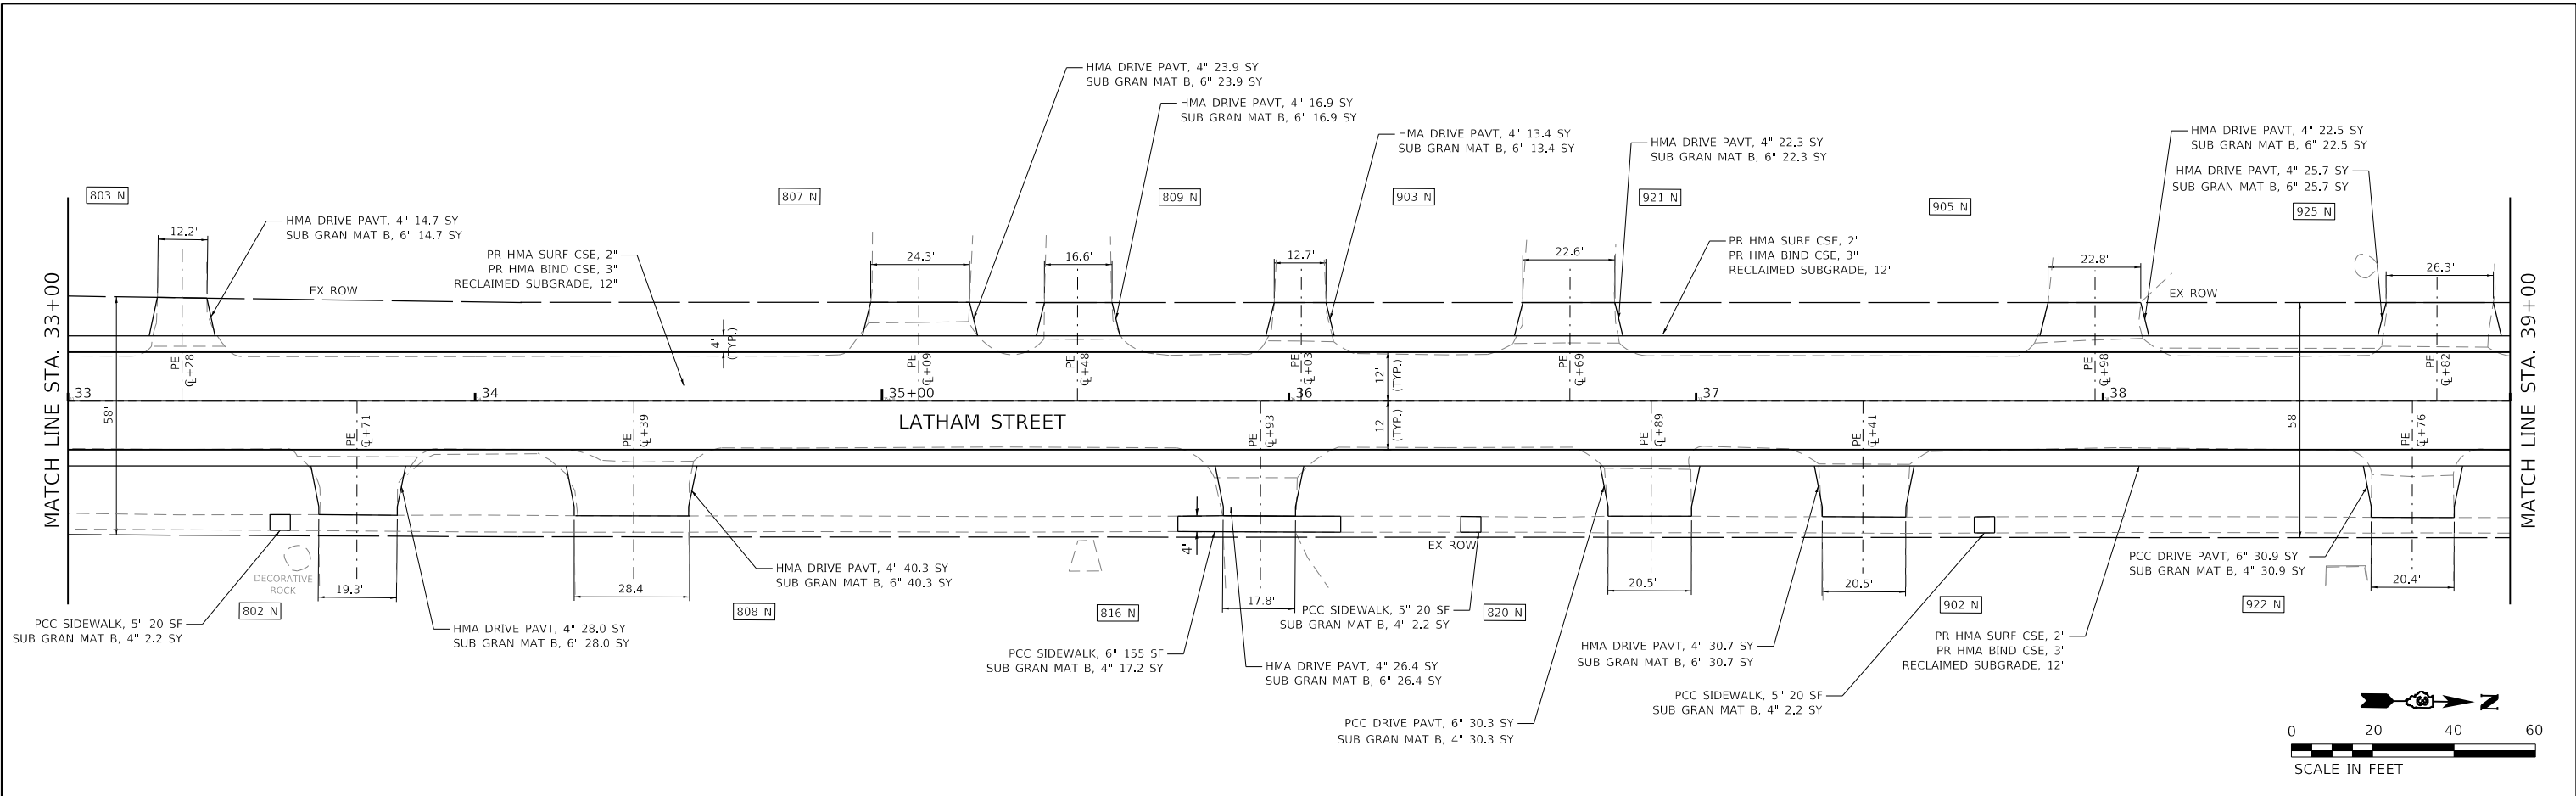 HMA DRIVE PAVT, 4" 23.9 SY
SUB GRAN MAT B, 6" 23.9 SY
HMA DRIVE PAVT, 4" 16.9 SY
SUB GRAN MAT B, 6" 16.9 SY
HMA DRIVE PAVT, 4" 13.4 SY
SUB GRAN MAT B, 6" 13.4 SY
HMA DRIVE PAVT, 4" 22.3 SY
SUB GRAN MAT B, 6" 22.3 SY
HMA DRIVE PAVT, 4" 22.5 SY
SUB GRAN MAT B, 6" 22.5 SY
HMA DRIVE PAVT, 4" 25.7 SY
SUB GRAN MAT B, 6" 25.7 SY
803 N
807 N
809 N
903 N
921 N
905 N
925 N
HMA DRIVE PAVT, 4" 14.7 SY
SUB GRAN MAT B, 6" 14.7 SY
PR HMA SURF CSE, 2"
PR HMA BIND CSE, 3"
RECLAIMED SUBGRADE, 12"
PR HMA SURF CSE, 2"
PR HMA BIND CSE, 3"
RECLAIMED SUBGRADE, 12"
12.2'
24.3'
16.6'
12.7'
22.6'
22.8'
26.3'
EX ROW
EX ROW
MATCH LINE STA. 33+00
MATCH LINE STA. 39+00
4'
(TYP.)
PE
℄+28
PE
℄+09
PE
℄+48
PE
℄+03
PE
℄+69
PE
℄+98
PE
℄+82
12'
(TYP.)
33
34
35+00
36
37
38
58'
58'
LATHAM STREET
12'
(TYP.)
PE
℄+71
PE
℄+39
PE
℄+93
PE
℄+89
PE
℄+41
PE
℄+76
4'
EX ROW
DECORATIVE
ROCK
19.3'
28.4'
17.8'
20.5'
20.5'
20.4'
HMA DRIVE PAVT, 4" 40.3 SY
SUB GRAN MAT B, 6" 40.3 SY
PCC DRIVE PAVT, 6" 30.9 SY
SUB GRAN MAT B, 4" 30.9 SY
802 N
808 N
816 N
820 N
902 N
922 N
PCC SIDEWALK, 5" 20 SF
SUB GRAN MAT B, 4" 2.2 SY
HMA DRIVE PAVT, 4" 28.0 SY
SUB GRAN MAT B, 6" 28.0 SY
PCC SIDEWALK, 5" 20 SF
SUB GRAN MAT B, 4" 2.2 SY
PCC SIDEWALK, 6" 155 SF
SUB GRAN MAT B, 4" 17.2 SY
HMA DRIVE PAVT, 4" 26.4 SY
SUB GRAN MAT B, 6" 26.4 SY
HMA DRIVE PAVT, 4" 30.7 SY
SUB GRAN MAT B, 6" 30.7 SY
PR HMA SURF CSE, 2"
PR HMA BIND CSE, 3"
RECLAIMED SUBGRADE, 12"
PCC SIDEWALK, 5" 20 SF
SUB GRAN MAT B, 4" 2.2 SY
PCC DRIVE PAVT, 6" 30.3 SY
SUB GRAN MAT B, 4" 30.3 SY
N
0 20 40 60
SCALE IN FEET